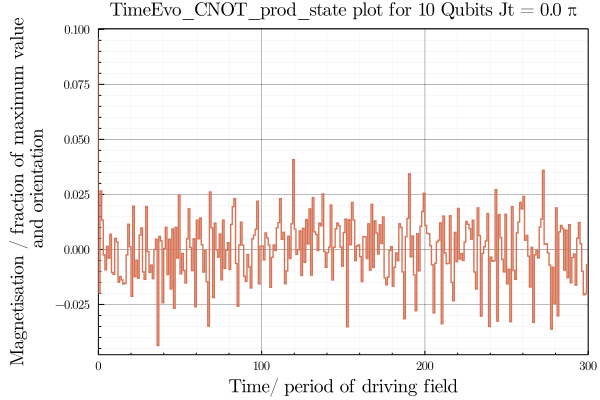 TimeEvo_CNOT_prod_state plot for 10 Qubits Jt = 0.0 π
Magnetisation / fraction of maximum value
and orientation
0.100
0.075
0.050
0.025
0.000
−0.025
0
100
200
300
Time/ period of driving field